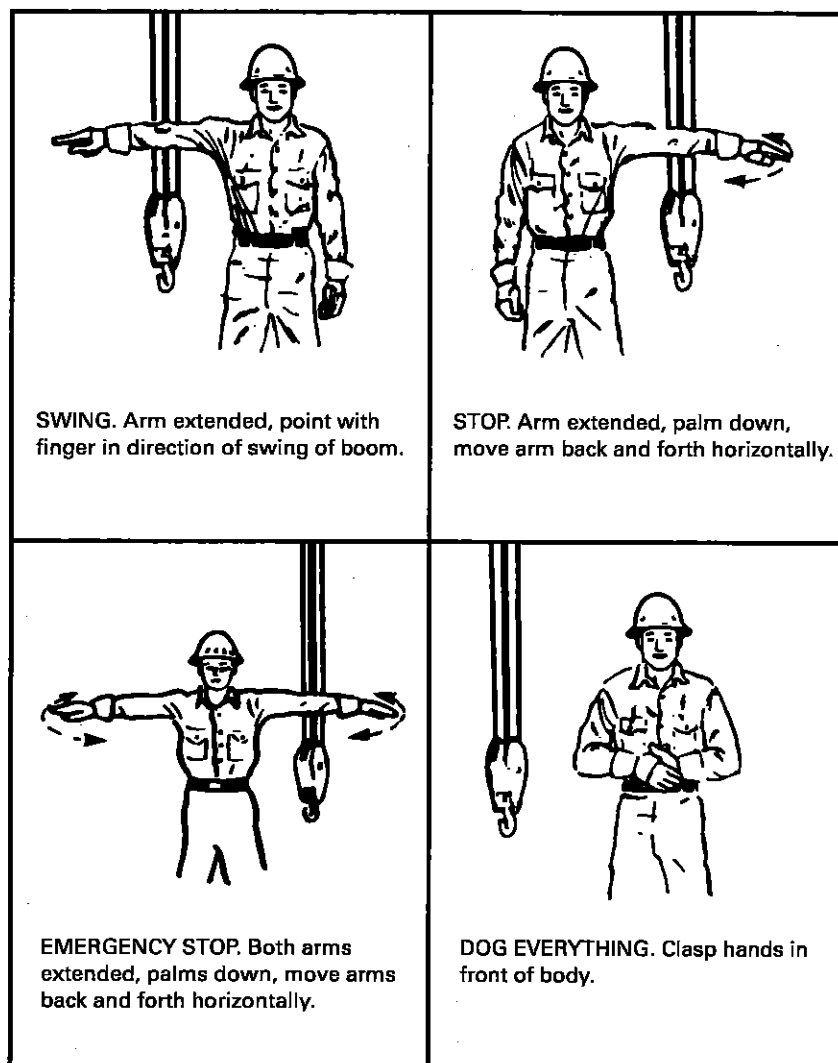 SWING. Arm extended, point with
finger in direction of swing of boom.
STOP. Arm extended, palm down,
move arm back and forth horizontally.
EMERGENCY STOP. Both arms
extended, palms down, move arms
back and forth horizontally.
DOG EVERYTHING. Clasp hands in
front of body.